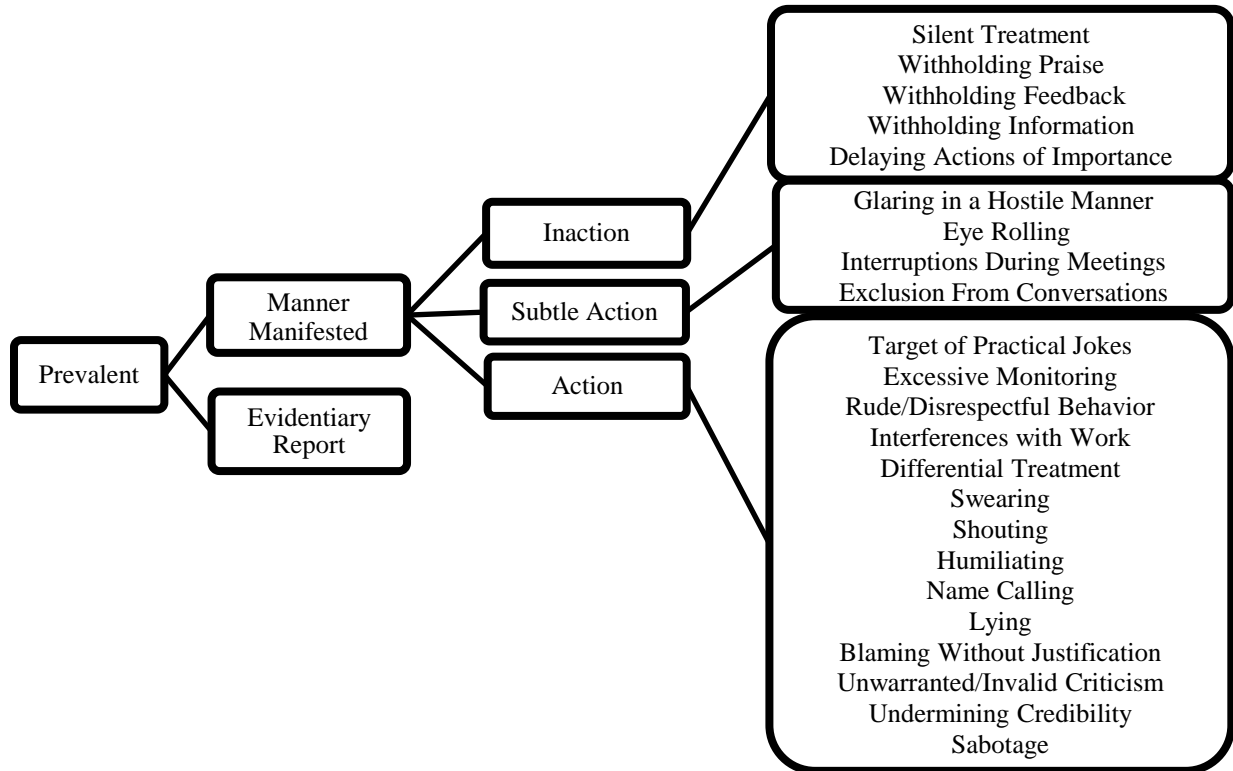 Prevalent
Manner
Manifested
Evidentiary
Report
Inaction
Subtle Action
Action
Silent Treatment
Withholding Praise
Withholding Feedback
Withholding Information
Delaying Actions of Importance
Glaring in a Hostile Manner
Eye Rolling
Interruptions During Meetings
Exclusion From Conversations
Target of Practical Jokes
Excessive Monitoring
Rude/Disrespectful Behavior
Interferences with Work
Differential Treatment
Swearing
Shouting
Humiliating
Name Calling
Lying
Blaming Without Justification
Unwarranted/Invalid Criticism
Undermining Credibility
Sabotage